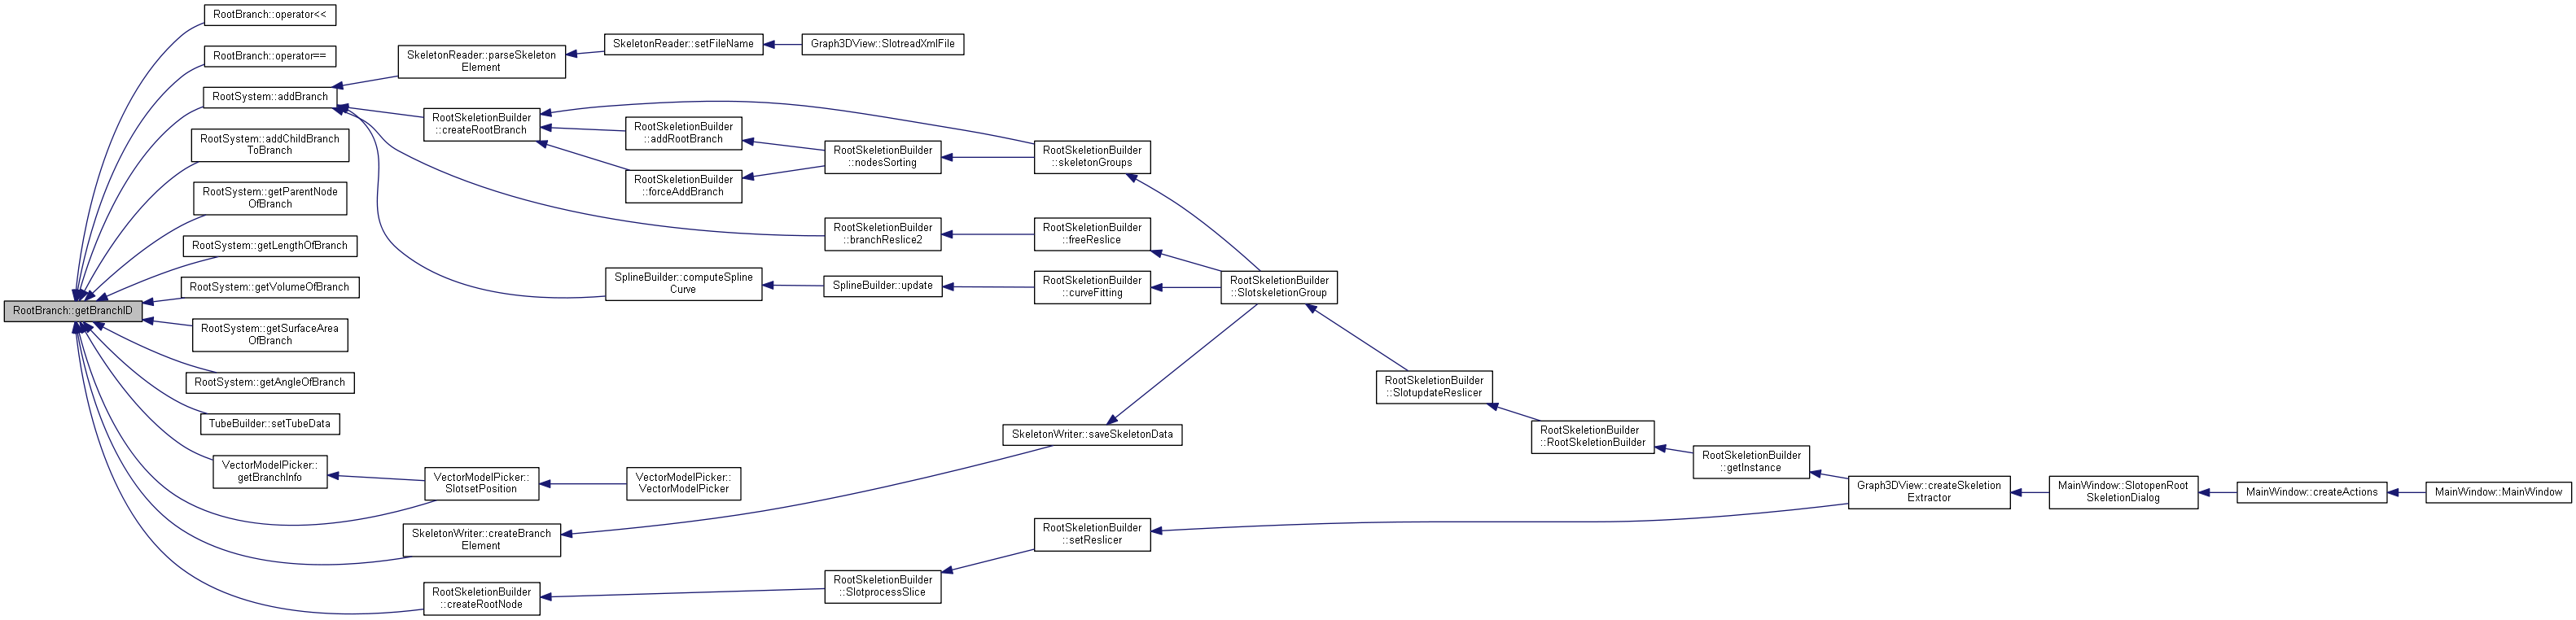 RootBranch::getBranchID
RootBranch::operator<<
RootBranch::operator==
RootSystem::addBranch
RootSystem::addChildBranch
ToBranch
RootSystem::getParentNode
OfBranch
RootSystem::getLengthOfBranch
RootSystem::getVolumeOfBranch
RootSystem::getSurfaceArea
OfBranch
RootSystem::getAngleOfBranch
TubeBuilder::setTubeData
VectorModelPicker::
getBranchInfo
SkeletonReader::parseSkeleton
Element
RootSkeletionBuilder
::createRootBranch
VectorModelPicker::
SlotsetPosition
SkeletonWriter::createBranch
Element
RootSkeletionBuilder
::createRootNode
SkeletonReader::setFileName
RootSkeletionBuilder
::addRootBranch
RootSkeletionBuilder
::forceAddBranch
SplineBuilder::computeSpline
Curve
VectorModelPicker::
VectorModelPicker
Graph3DView::SlotreadXmlFile
RootSkeletionBuilder
::nodesSorting
RootSkeletionBuilder
::branchReslice2
SplineBuilder::update
RootSkeletionBuilder
::SlotprocessSlice
RootSkeletionBuilder
::skeletonGroups
RootSkeletionBuilder
::freeReslice
RootSkeletionBuilder
::curveFitting
SkeletonWriter::saveSkeletonData
RootSkeletionBuilder
::setReslicer
RootSkeletionBuilder
::SlotskeletionGroup
RootSkeletionBuilder
::SlotupdateReslicer
RootSkeletionBuilder
::RootSkeletionBuilder
RootSkeletionBuilder
::getInstance
Graph3DView::createSkeletion
Extractor
MainWindow::SlotopenRoot
SkeletionDialog
MainWindow::createActions
MainWindow::MainWindow